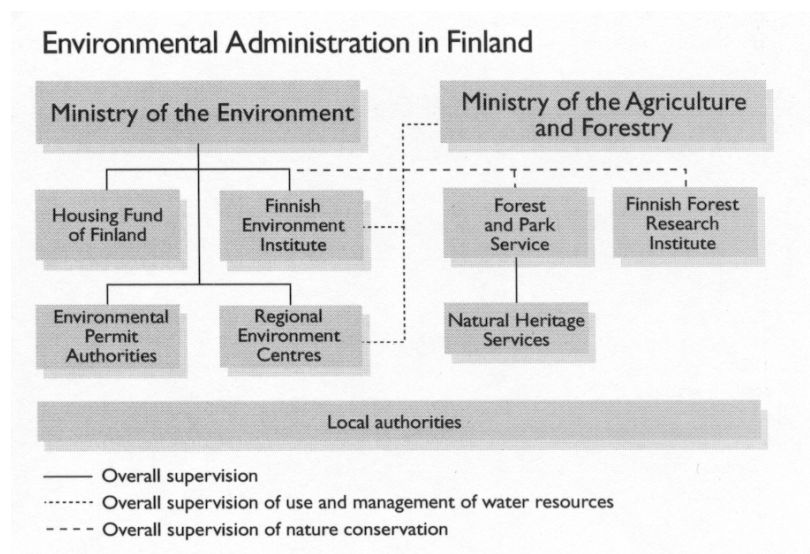 Environmental Administration in Finland
Ministry of the Environment
Ministry of the Agriculture
and Forestry
Housing Fund
of Finland
Finnish
Environment
Institute
Forest
and Park
Service
Finnish Forest
Research
Institute
Environmental
Permit
Authorities
Regional
Environment
Centres
Natural Heritage
Services
Local authorities
Overall supervision
Overall supervision of use and management of water resources
Overall supervision of nature conservation